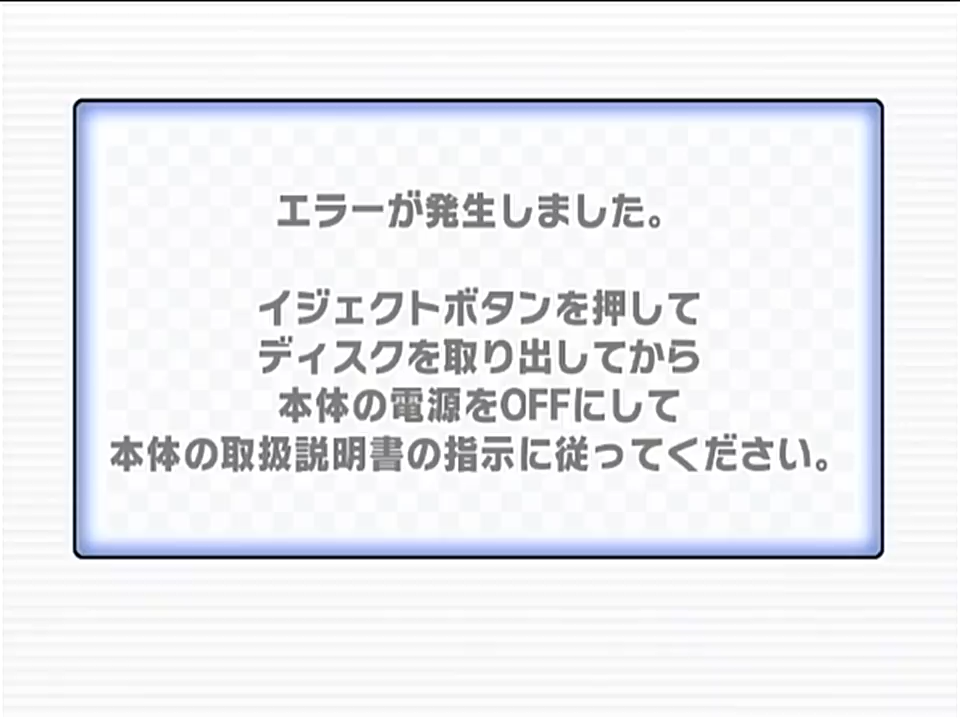 エラーが発生しました。
イジェクトボタンを押して
ディスクを取り出してから
本体の電源をOFFにして
本体の取扱説明書の指示に従ってください。